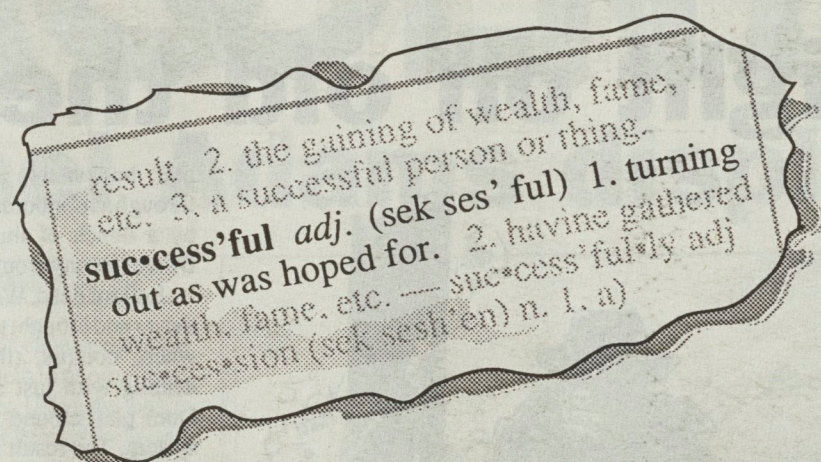 result 2. the gaining of wealth, fame,
etc. 3. a successful person or thing.
suc•cess’ful adj. (sek ses’ ful) 1. turning
out as was hoped for. 2. havine gathered
wealth, fame, etc. — suc•cess’ful•ly adj
suc•ces•sion (sek sesh’en) n. 1. a)